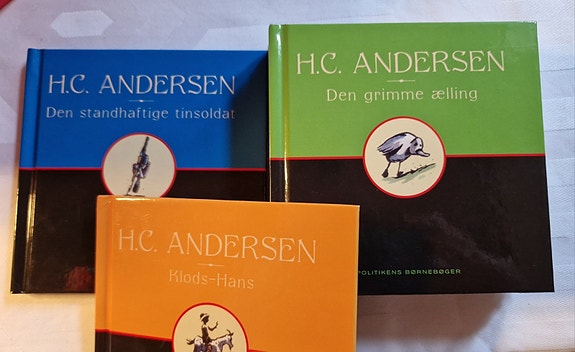 H.C. ANDERSEN
Den standhaftige tinsoldat
H.C. ANDERSEN
Den grimme ælling
POLITIKENS BØRNEBØGER
H.C. ANDERSEN
Klods-Hans